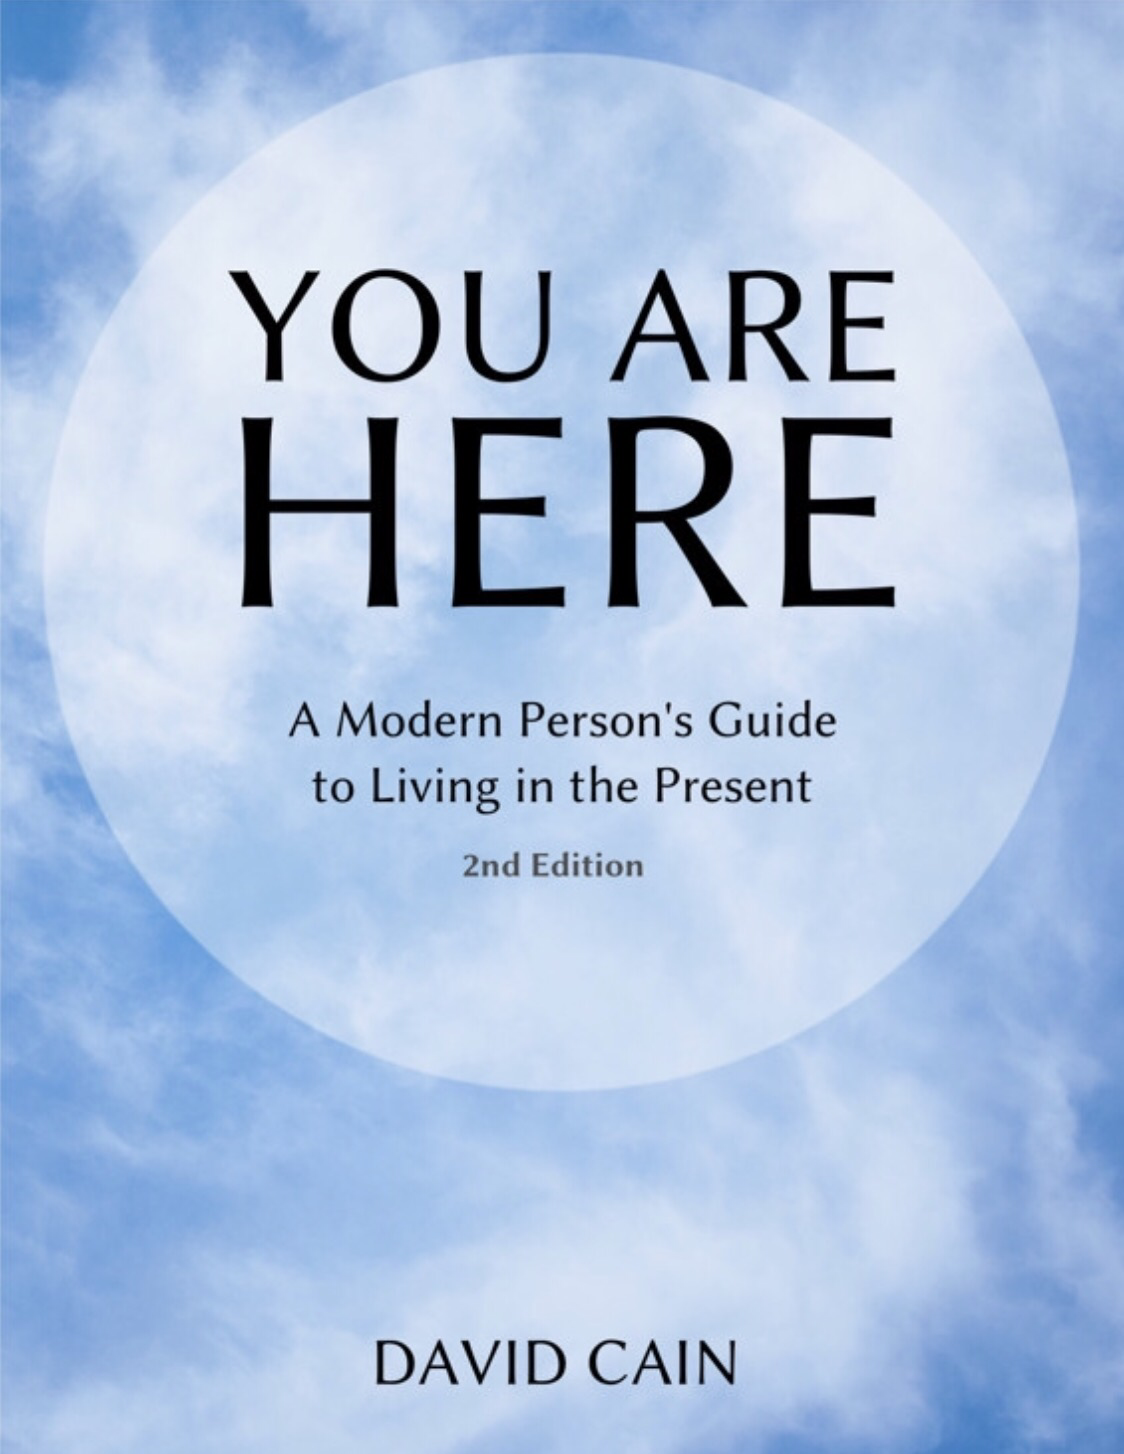 YOU ARE
HERE
A Modern Person's Guide
to Living in the Present
2nd Edition
DAVID CAIN